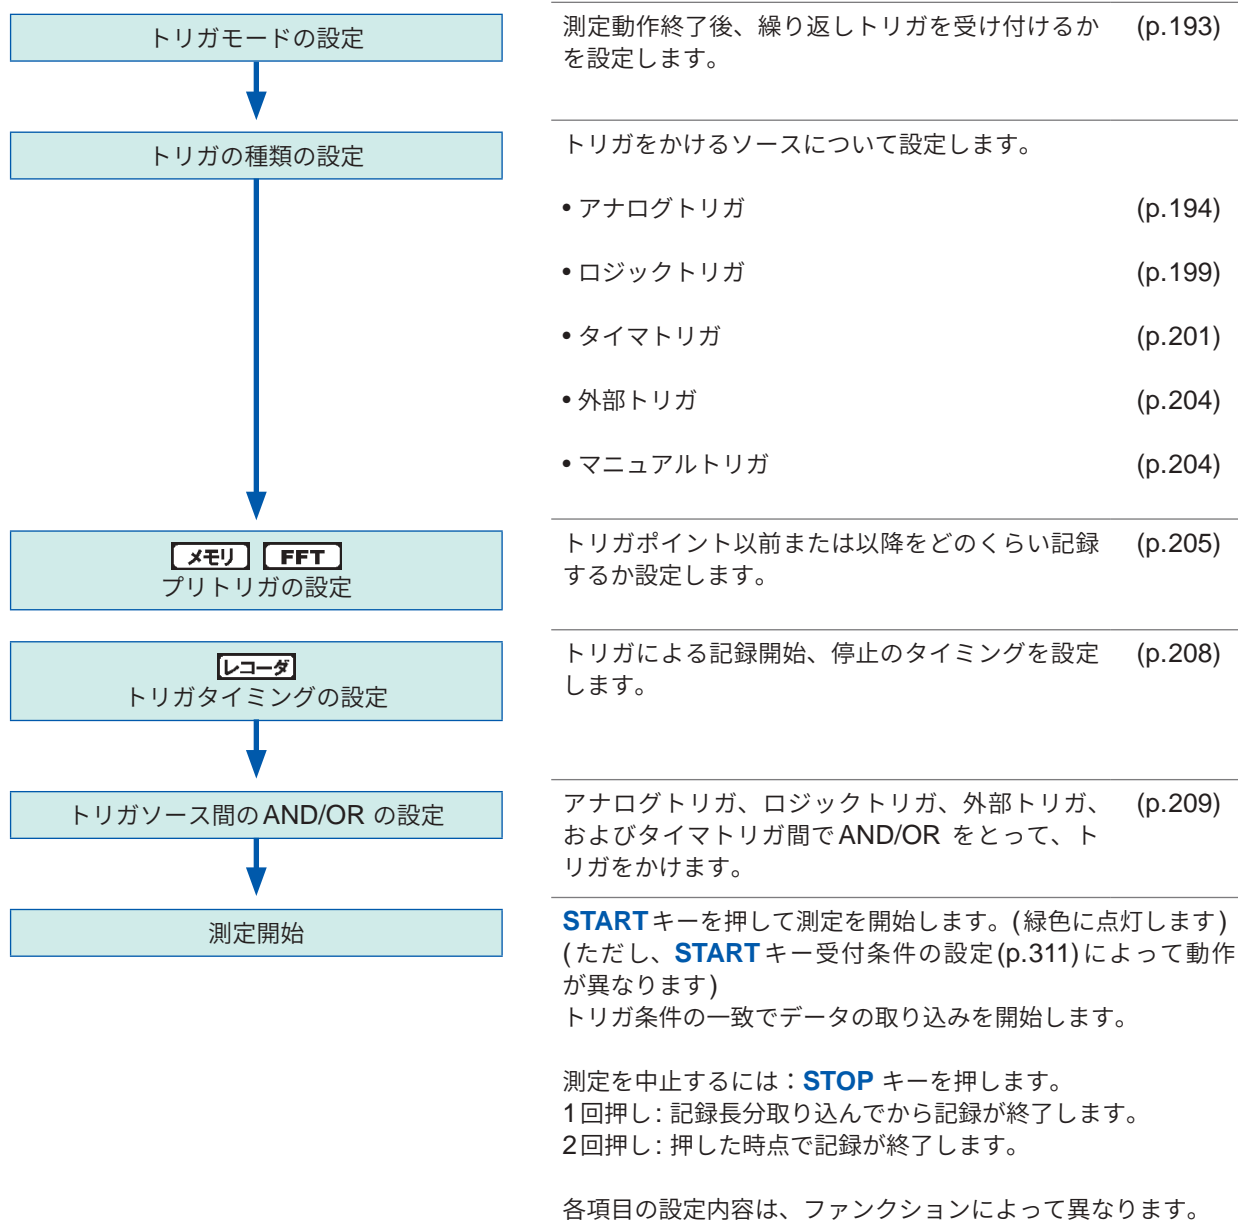 トリガモードの設定
測定動作終了後、繰り返しトリガを受け付けるか (p.193)
を設定します。
トリガの種類の設定
トリガをかけるソースについて設定します。
• アナログトリガ (p.194)
• ロジックトリガ (p.199)
• タイマトリガ (p.201)
• 外部トリガ (p.204)
• マニュアルトリガ (p.204)
メモリ FFT
プリトリガの設定
トリガポイント以前または以降をどのくらい記録 (p.205)
するか設定します。
レコーダ
トリガタイミングの設定
トリガによる記録開始、停止のタイミングを設定 (p.208)
します。
トリガソース間のAND/OR の設定
アナログトリガ、ロジックトリガ、外部トリガ、 (p.209)
およびタイマトリガ間でAND/OR をとって、ト
リガをかけます。
測定開始
STARTキーを押して測定を開始します。(緑色に点灯します)
(ただし、STARTキー受付条件の設定(p.311)によって動作
が異なります)
トリガ条件の一致でデータの取り込みを開始します。
測定を中止するには：STOP キーを押します。
1回押し: 記録長分取り込んでから記録が終了します。
2回押し: 押した時点で記録が終了します。
各項目の設定内容は、ファンクションによって異なります。